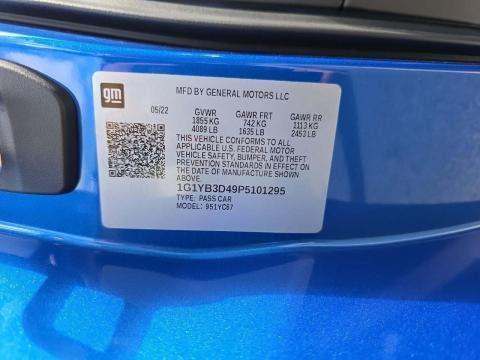 gm
MFD BY GENERAL MOTORS LLC
05/22 GVWR GAWR FRT GAWR RR
1855 KG 742 KG 1113 KG
4089 LB 1635 LB 2453 LB
THIS VEHICLE CONFORMS TO ALL
APPLICABLE U.S. FEDERAL MOTOR
VEHICLE SAFETY, BUMPER, AND THEFT
PREVENTION STANDARDS IN EFFECT ON
THE DATE OF MANUFACTURE SHOWN
ABOVE.
1G1YB3D49P5101295
TYPE: PASS CAR
MODEL: 951YC67